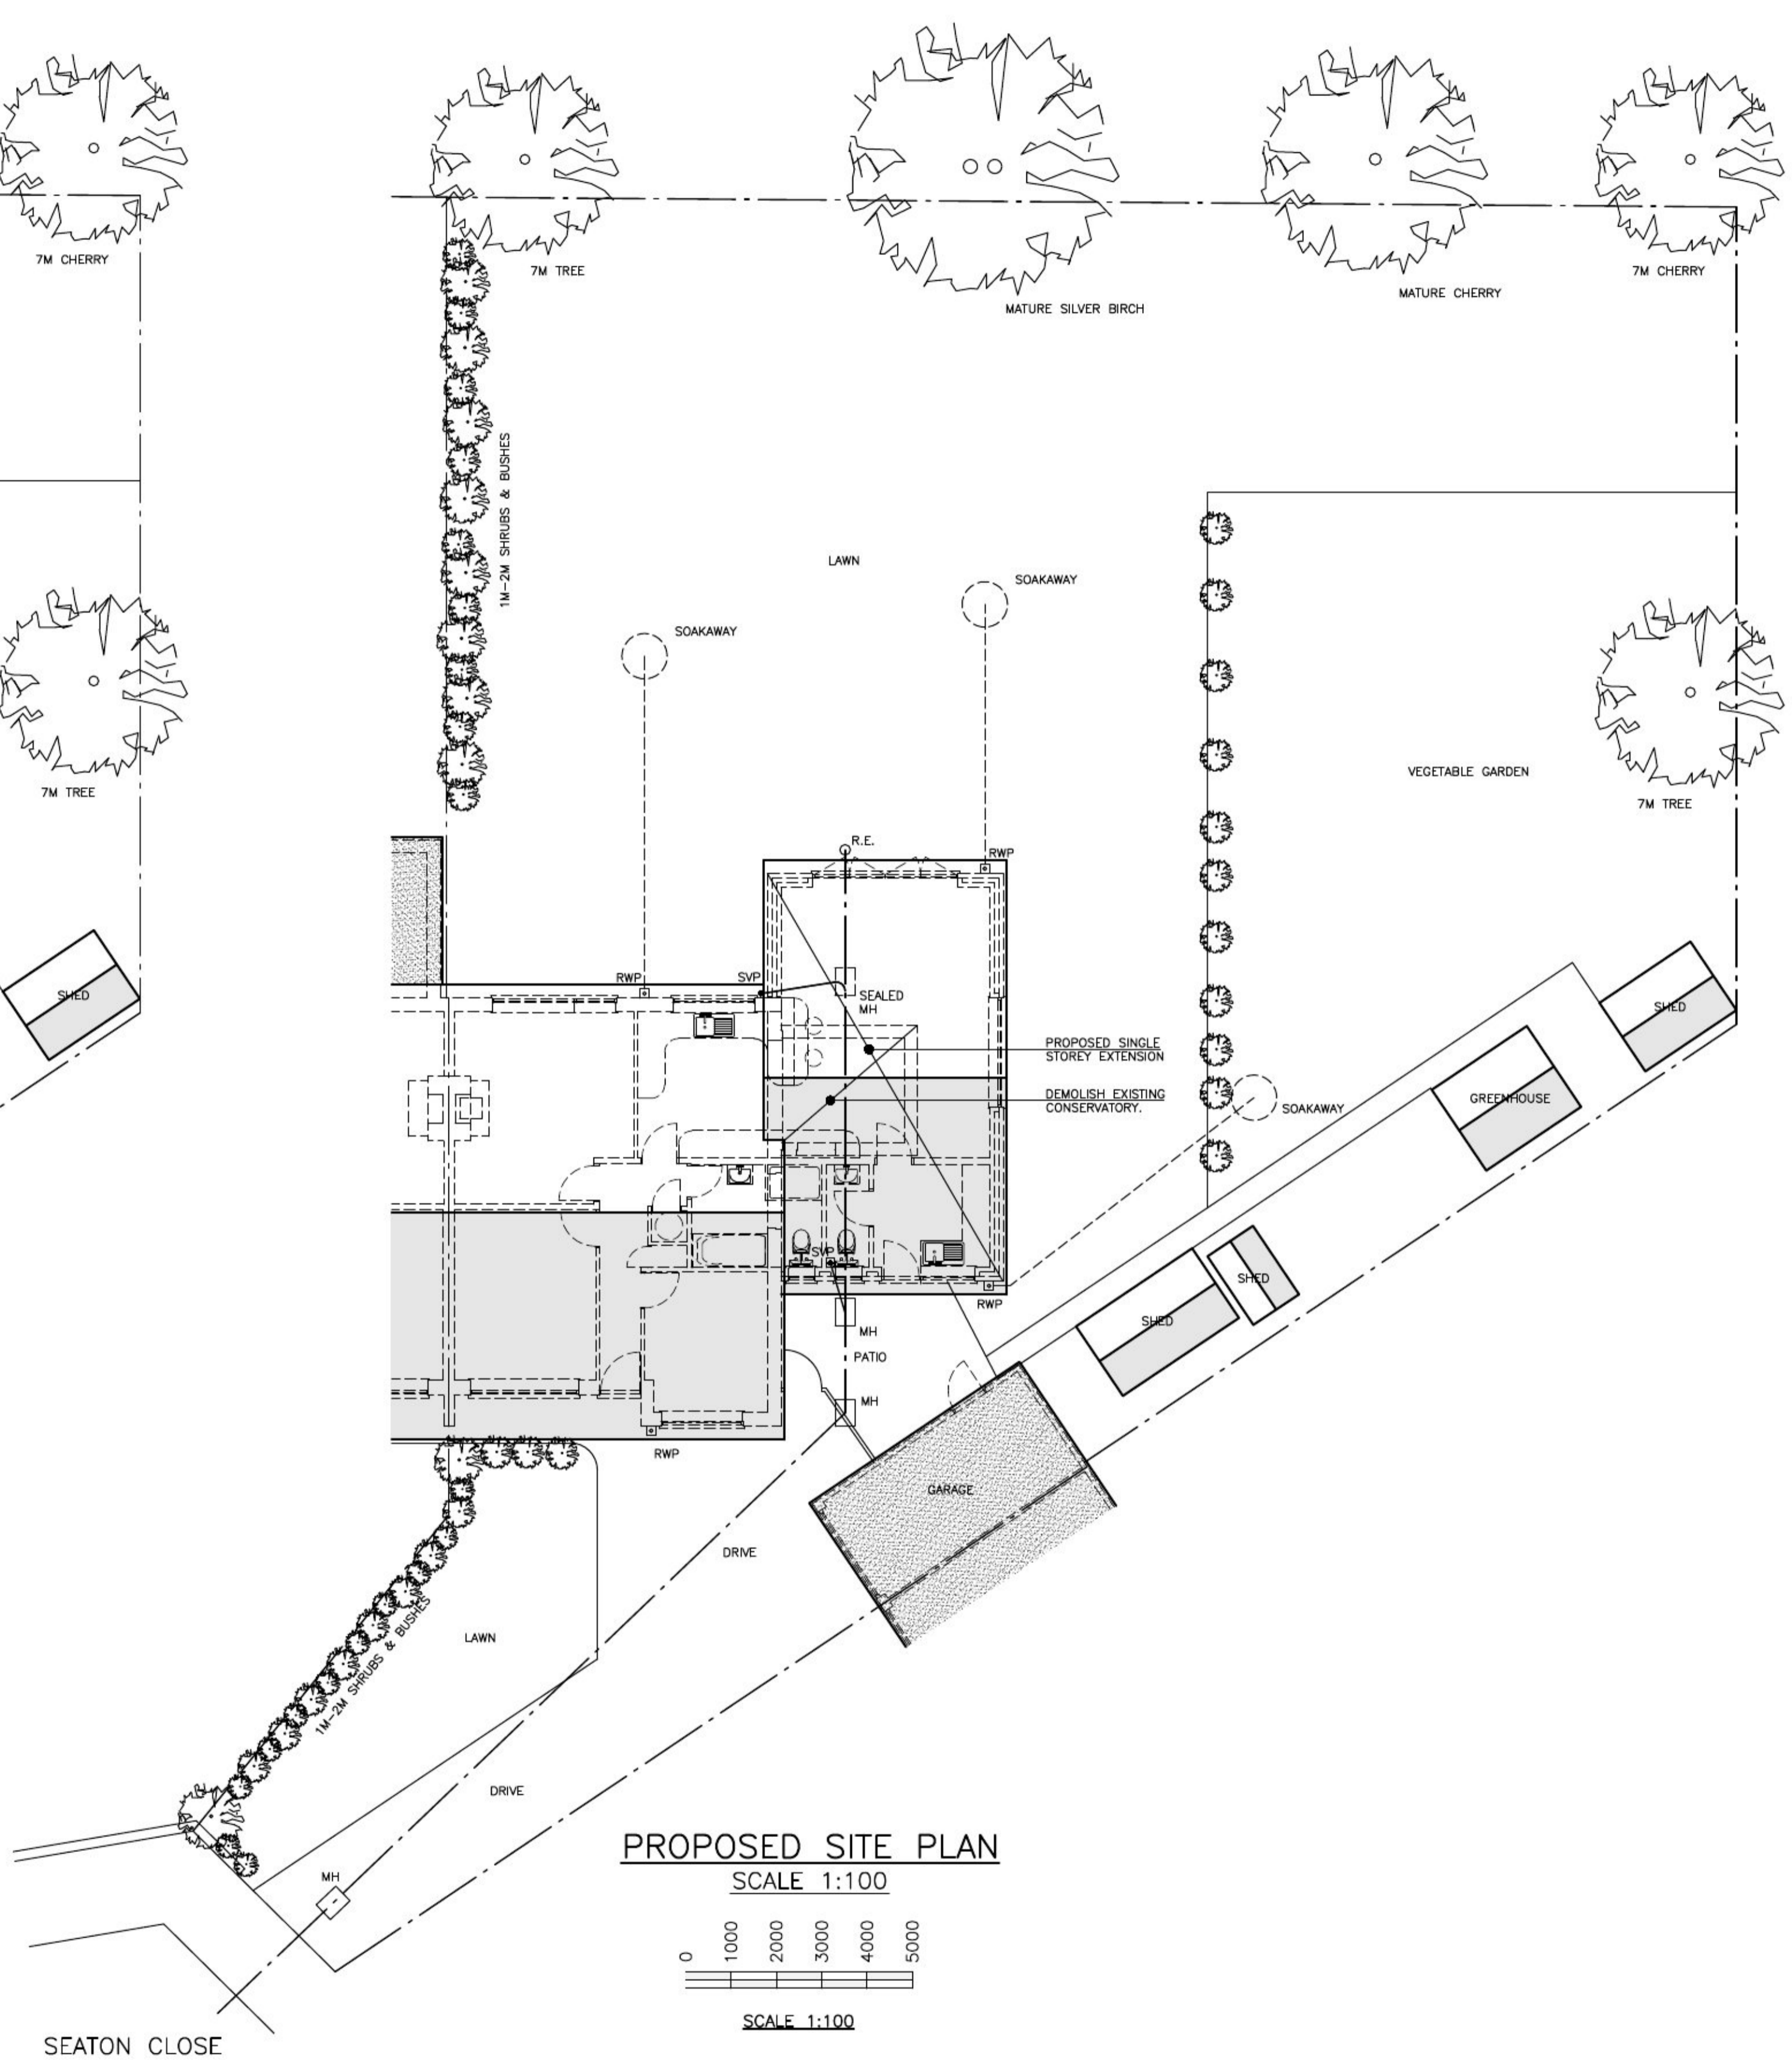 7M CHERRY
7M TREE
MATURE SILVER BIRCH
MATURE CHERRY
7M CHERRY
1M-2M SHRUBS & BUSHES
LAWN
SOAKAWAY
SOAKAWAY
VEGETABLE GARDEN
7M TREE
7M TREE
R.E.
RWP
SHED
RWP
SVP
SEALED
MH
SHED
PROPOSED SINGLE
STOREY EXTENSION
DEMOLISH EXISTING
CONSERVATORY.
GREENHOUSE
SOAKAWAY
SVP
SHED
RWP
SHED
MH
PATIO
MH
RWP
GARAGE
DRIVE
1M-2M SHRUBS & BUSHES
LAWN
DRIVE
MH
PROPOSED SITE PLAN
SCALE 1:100
0 1000 2000 3000 4000 5000
SCALE 1:100
SEATON CLOSE